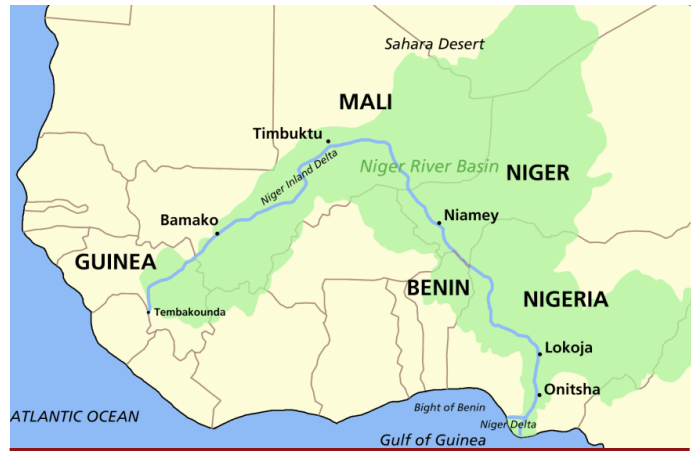 Sahara Desert
MALI
Timbuktu
Niger Inland Delta
Niger River Basin
NIGER
Bamako
Niamey
GUINEA
BENIN
NIGERIA
Tembakounda
Lokoja
Onitsha
Bight of Benin
ATLANTIC OCEAN
Niger Delta
Gulf of Guinea